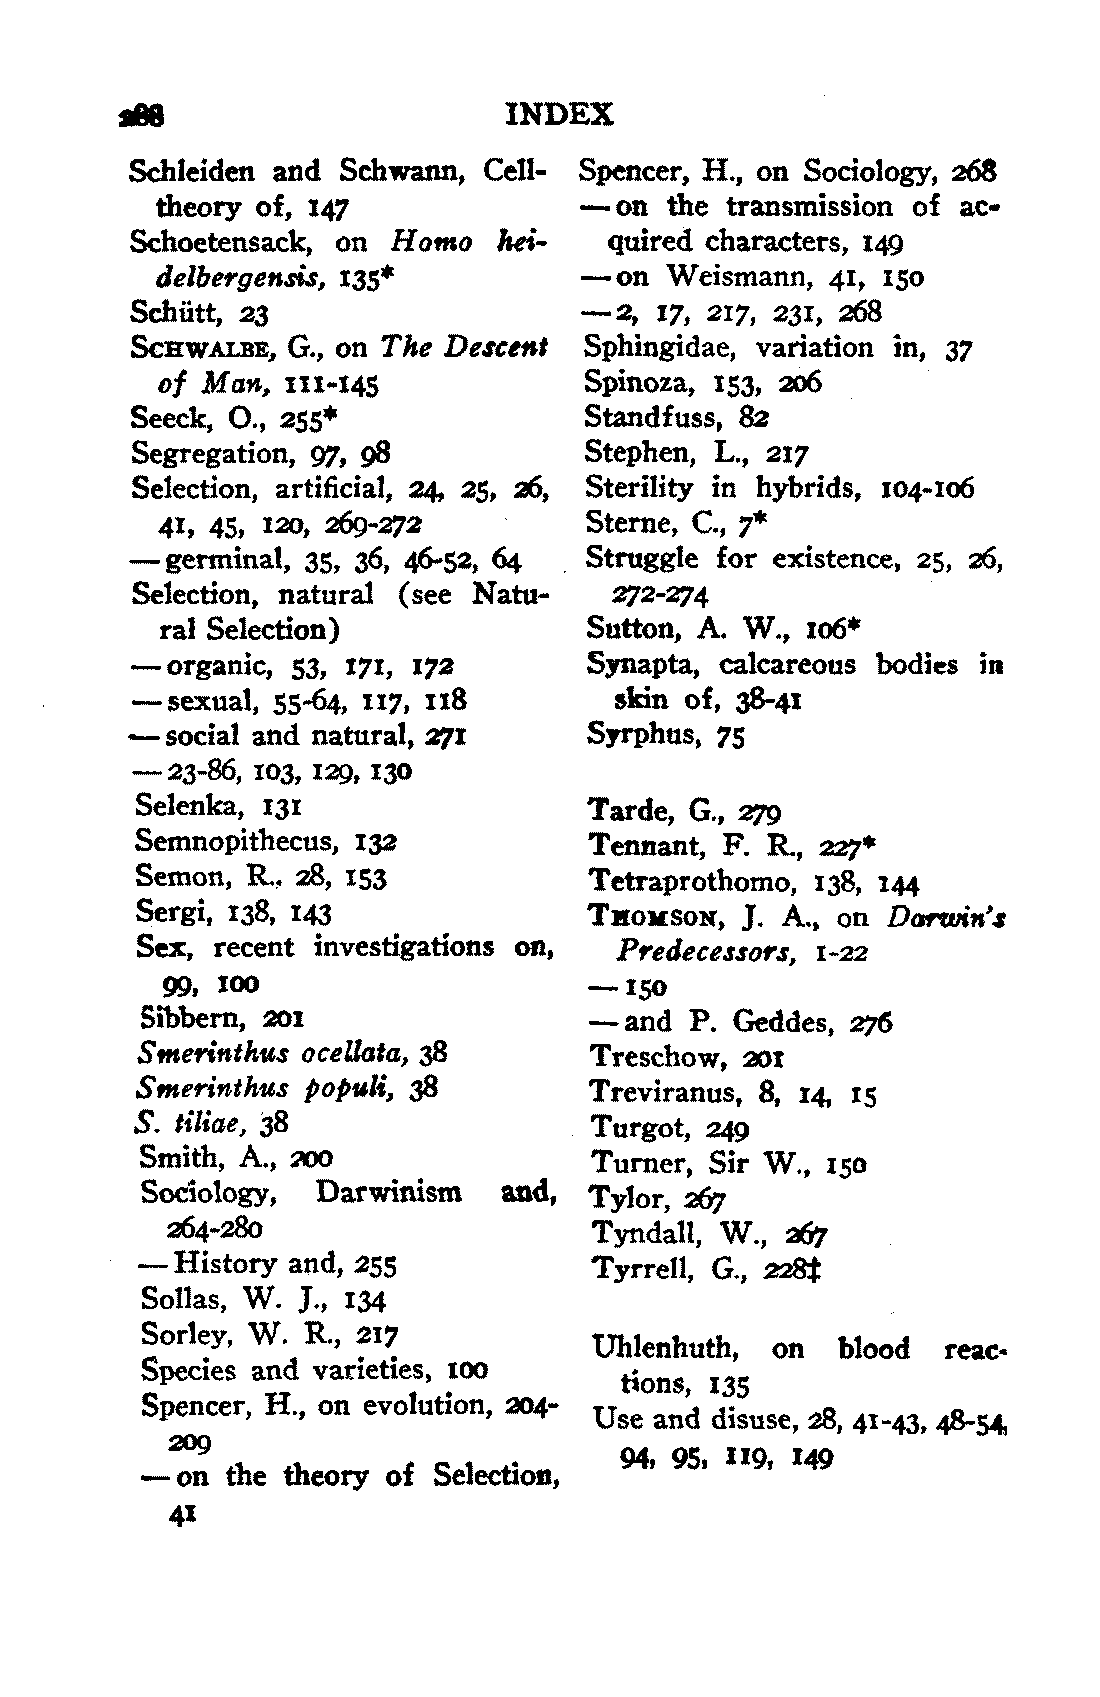 288 INDEX
Schleiden and Schwann, Cell-
theory of, 147
Schoetensack, on Homo hei-
delbergensis, 135*
Schütt, 23
SCHWALBE, G., on The Descent
of Man, 111-145
Seeck, O., 255*
Segregation, 97, 98
Selection, artificial, 24, 25, 26,
41, 45, 120, 269-272
— germinal, 35, 36, 46-52, 64
Selection, natural (see Natu-
ral Selection)
— organic, 53, 171, 172
— sexual, 55-64, 117, 118
— social and natural, 271
— 23-86, 103, 129, 130
Selenka, 131
Semnopithecus, 132
Semon, R., 28, 153
Sergi, 138, 143
Sex, recent investigations on,
99, 100
Sibbern, 201
Smerinthus ocellata, 38
Smerinthus populi, 38
S. tiliae, 38
Smith, A., 200
Sociology, Darwinism and,
264-280
— History and, 255
Sollas, W. J., 134
Sorley, W. R., 217
Species and varieties, 100
Spencer, H., on evolution, 204-
209
— on the theory of Selection,
41
Spencer, H., on Sociology, 268
— on the transmission of ac-
quired characters, 149
— on Weismann, 41, 150
— 2, 17, 217, 231, 268
Sphingidae, variation in, 37
Spinoza, 153, 206
Standfuss, 82
Stephen, L., 217
Sterility in hybrids, 104-106
Sterne, C., 7*
Struggle for existence, 25, 26,
272-274
Sutton, A. W., 106*
Synapta, calcareous bodies in
skin of, 38-41
Syrphus, 75
Tarde, G., 279
Tennant, F. R., 227*
Tetraprothomo, 138, 144
THOMSON, J. A., on Darwin's
Predecessors, 1-22
— 150
— and P. Geddes, 276
Treschow, 201
Treviranus, 8, 14, 15
Turgot, 249
Turner, Sir W., 150
Tylor, 267
Tyndall, W., 267
Tyrrell, G., 228‡
Uhlenhuth, on blood reac-
tions, 135
Use and disuse, 28, 41-43, 48-54,
94, 95, 119, 149